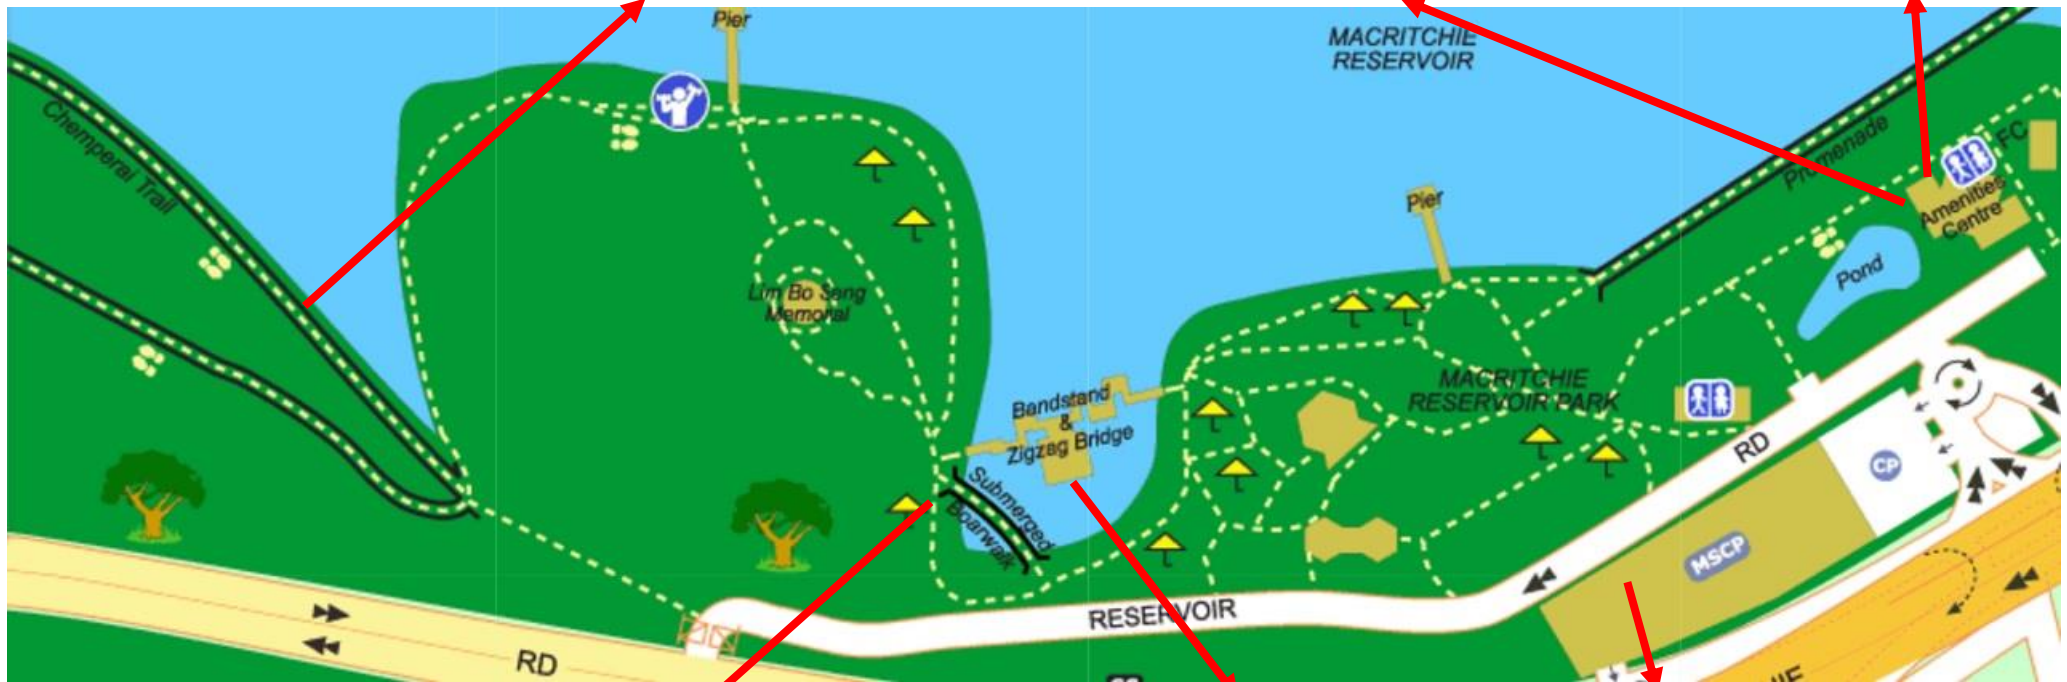 Pier
MACRITCHIE
RESERVOIR
Chemperai Trail
Promenade
FC
Amenities
Centre
Pier
Pond
Lim Bo Seng
Memorial
MACRITCHIE
RESERVOIR PARK
Bandstand
&
Zigzag Bridge
Submerged
Boarwalk
RD
CP
MSCP
RESERVOIR
RD